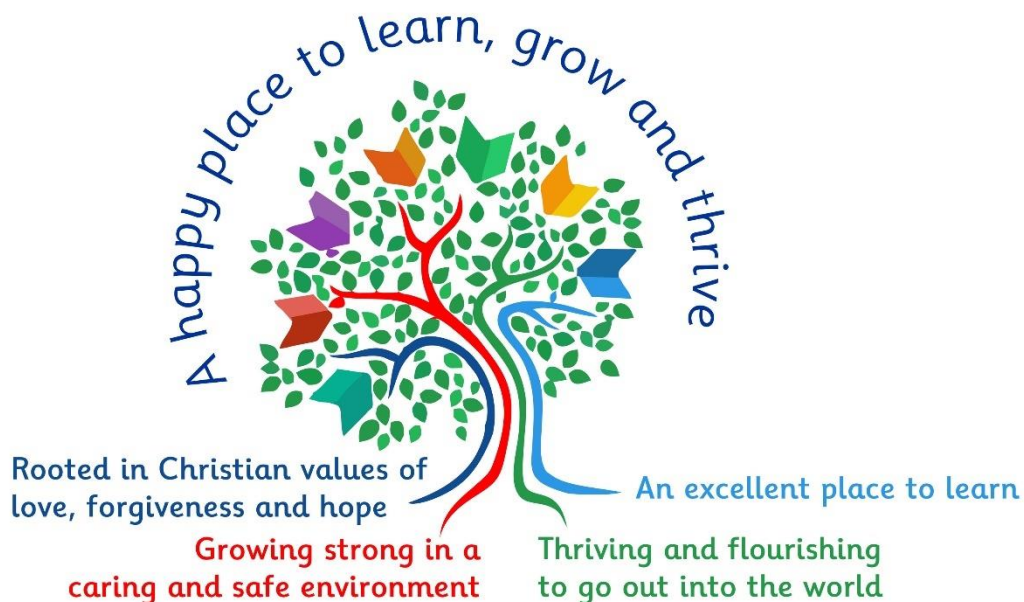 A happy place to learn, grow and thrive
Rooted in Christian values of
love, forgiveness and hope
An excellent place to learn
Growing strong in a
caring and safe environment
Thriving and flourishing
to go out into the world